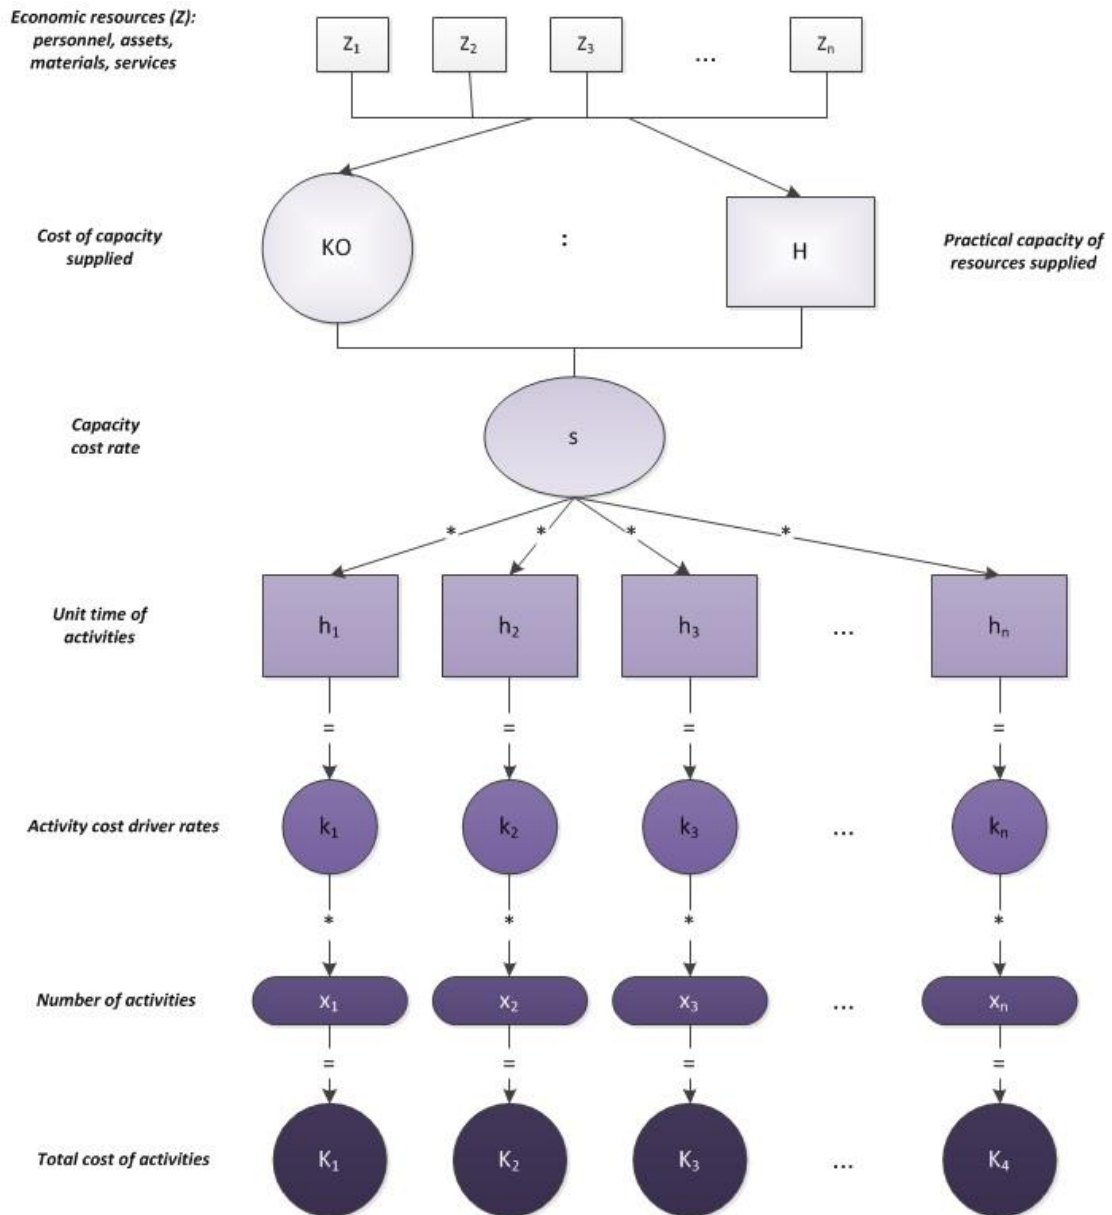 Economic resources (Z):
personnel, assets,
materials, services
Z₁ Z₂ Z₃ ... Zₙ
Cost of capacity
supplied
KO : H
Practical capacity of
resources supplied
Capacity
cost rate
s
* * * *
Unit time of
activities
h₁ h₂ h₃ ... hₙ
= = = =
Activity cost driver rates k₁ k₂ k₃ ... kₙ
* * * *
Number of activities x₁ x₂ x₃ ... xₙ
= = = =
Total cost of activities K₁ K₂ K₃ ... K₄